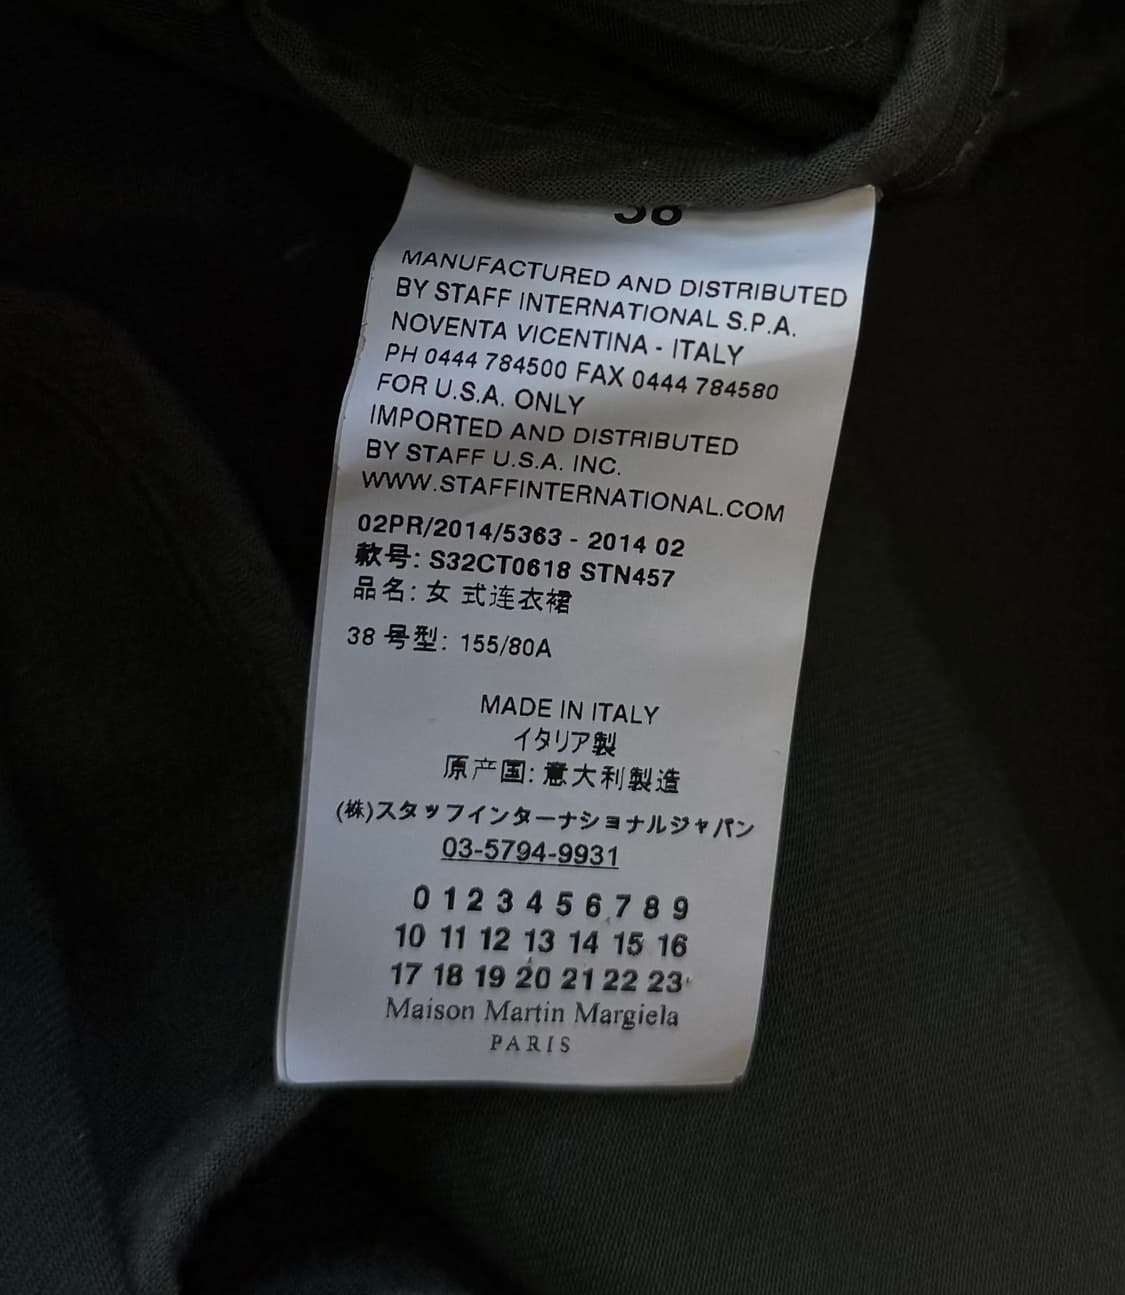 38
MANUFACTURED AND DISTRIBUTED
BY STAFF INTERNATIONAL S.P.A.
NOVENTA VICENTINA - ITALY
PH 0444 784500 FAX 0444 784580
FOR U.S.A. ONLY
IMPORTED AND DISTRIBUTED
BY STAFF U.S.A. INC.
WWW.STAFFINTERNATIONAL.COM
02PR/2014/5363 - 2014 02
款号: S32CT0618 STN457
品名: 女 式连衣裙
38 号型: 155/80A
MADE IN ITALY
イタリア製
原产国: 意大利製造
(株)スタッフインターナショナルジャパン
03-5794-9931
0 1 2 3 4 5 6 7 8 9
10 11 12 13 14 15 16
17 18 19 20 21 22 23
Maison Martin Margiela
PARIS